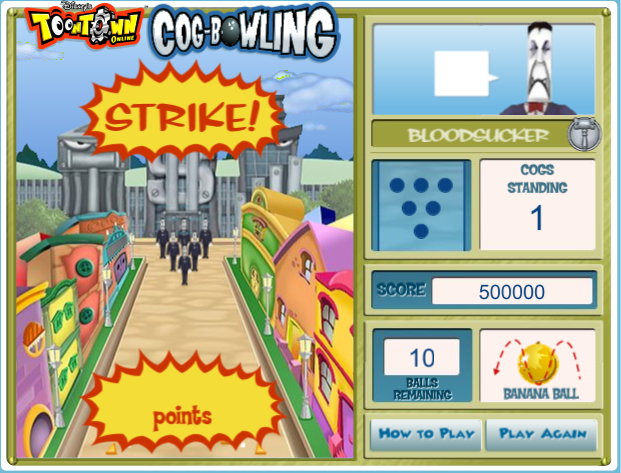 Disney's
TOONTOWN
ONLINE
COG-BOWLING
STRIKE!
points
BLOODSUCKER
COGS
STANDING
1
SCORE
500000
10
BALLS
REMAINING
BANANA BALL
How to Play
Play Again